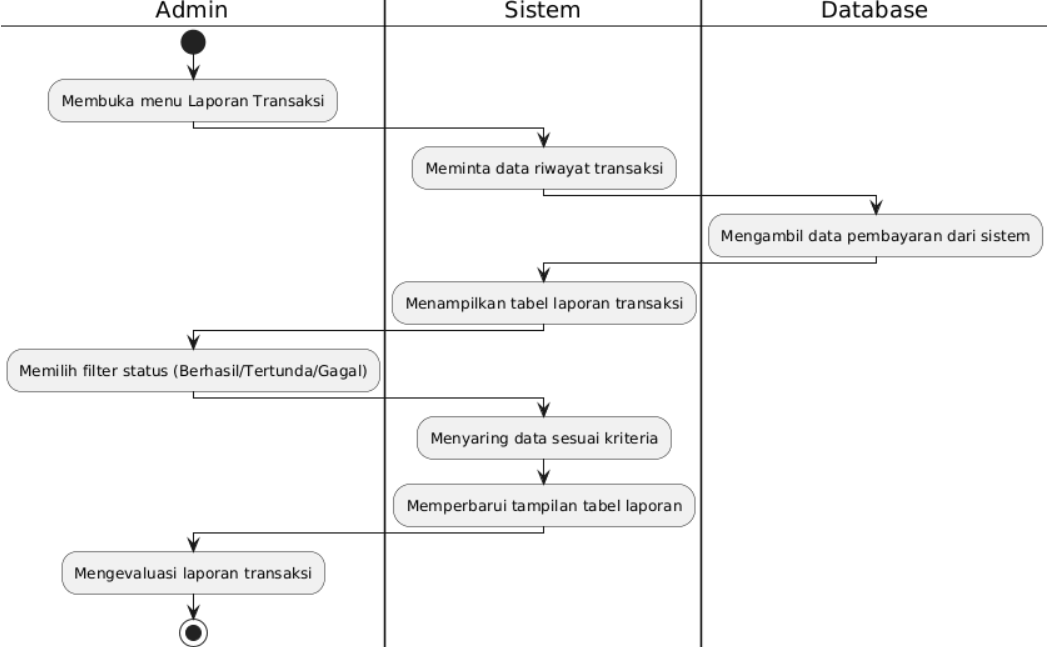 Admin
Sistem
Database
Membuka menu Laporan Transaksi
Meminta data riwayat transaksi
Mengambil data pembayaran dari sistem
Menampilkan tabel laporan transaksi
Memilih filter status (Berhasil/Tertunda/Gagal)
Menyaring data sesuai kriteria
Memperbarui tampilan tabel laporan
Mengevaluasi laporan transaksi